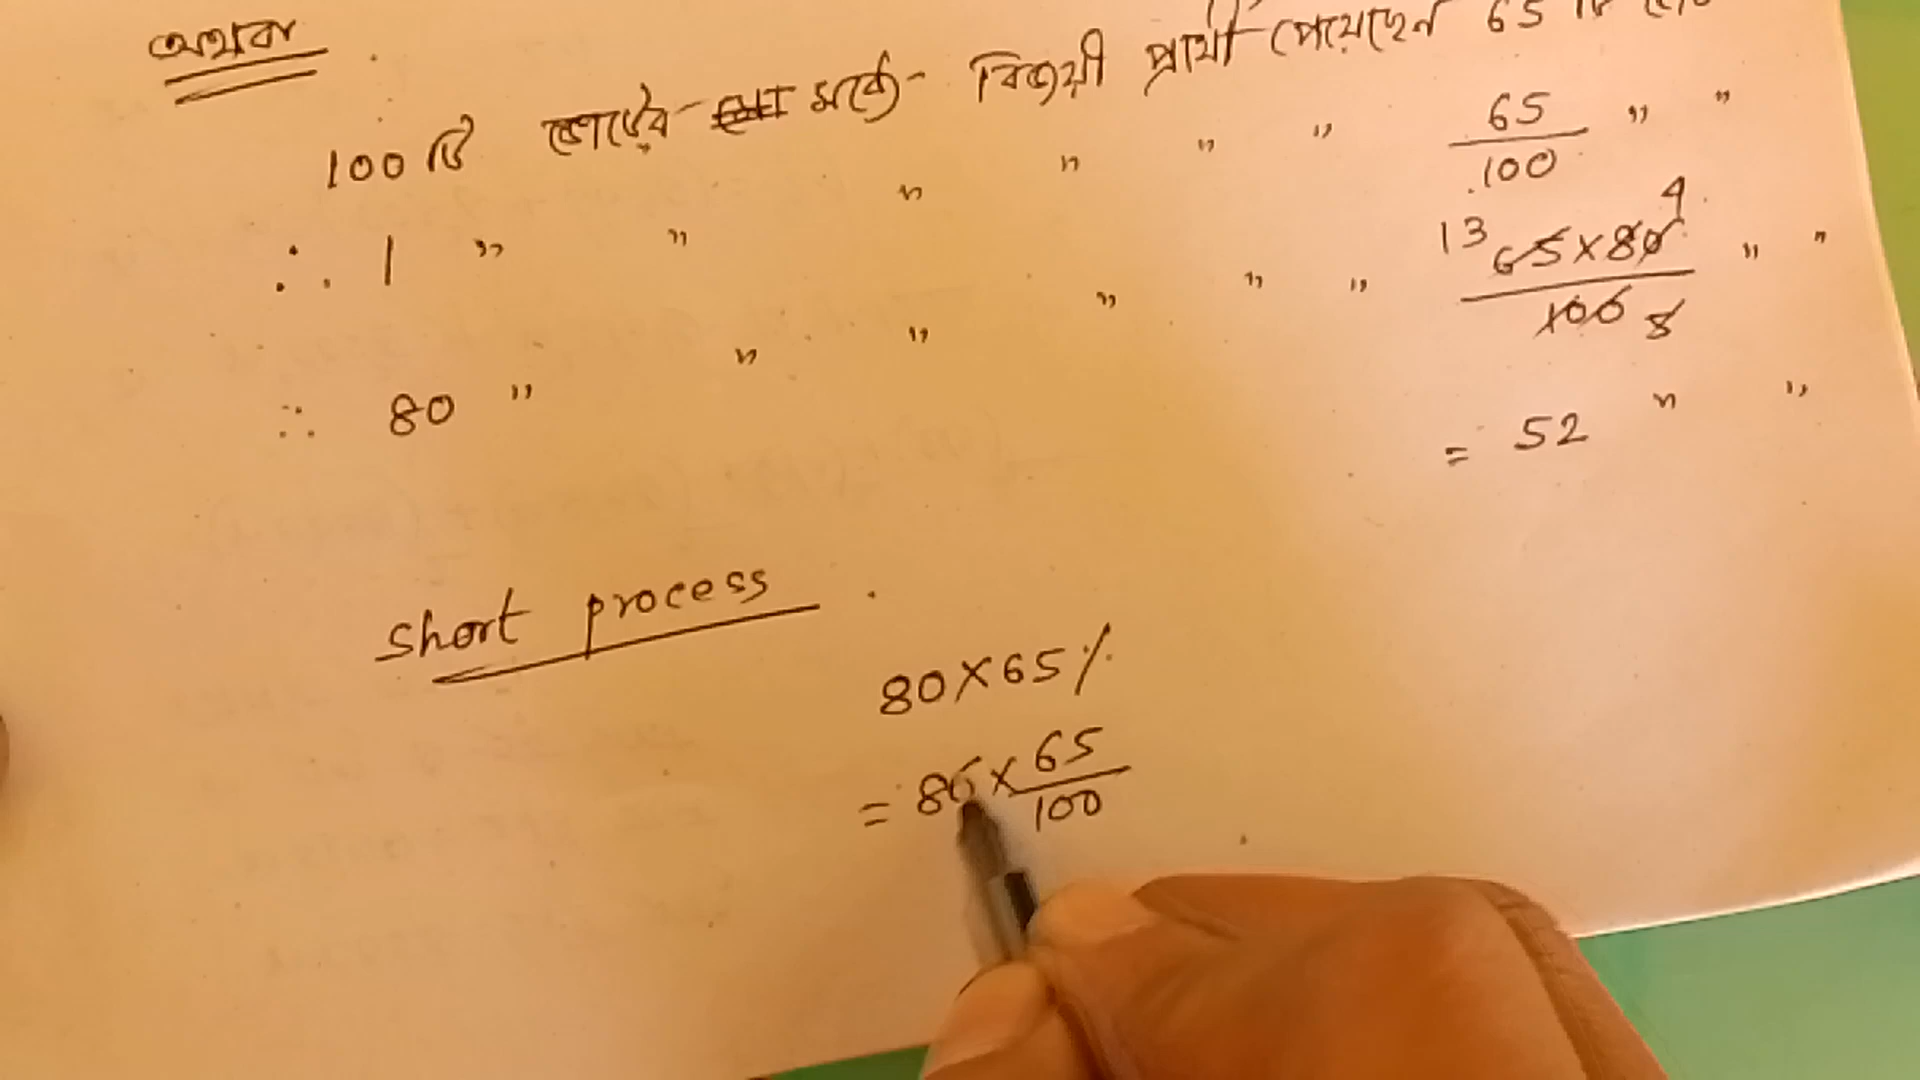 অথবা
100 টি ভোটের মধ্যে বিজয়ী প্রার্থী পেয়েছেন 65 টি
∴ 1 " " " " " " 65/100 " "
∴ 80 " " " " " " 65×80/100 " "
13 4 5
= 52 " "
Short process
80×65%
= 80×65/100